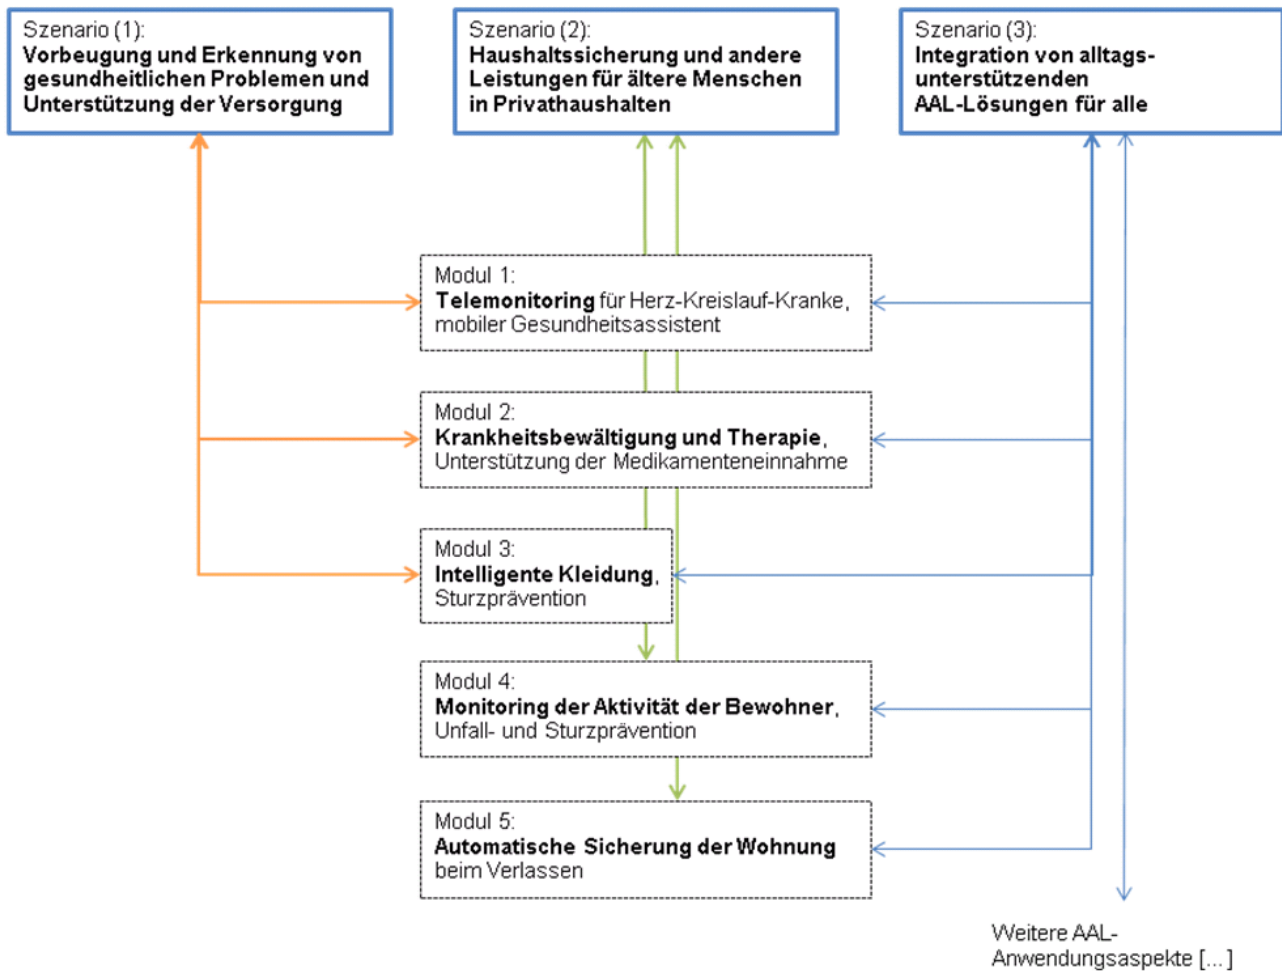 Szenario (1):
Vorbeugung und Erkennung von
gesundheitlichen Problemen und
Unterstützung der Versorgung
Szenario (2):
Haushaltssicherung und andere
Leistungen für ältere Menschen
in Privathaushalten
Szenario (3):
Integration von alltags-
unterstützenden
AAL-Lösungen für alle
Modul 1:
Telemonitoring für Herz-Kreislauf-Kranke,
mobiler Gesundheitsassistent
Modul 2:
Krankheitsbewältigung und Therapie,
Unterstützung der Medikamenteneinnahme
Modul 3:
Intelligente Kleidung,
Sturzprävention
Modul 4:
Monitoring der Aktivität der Bewohner,
Unfall- und Sturzprävention
Modul 5:
Automatische Sicherung der Wohnung
beim Verlassen
Weitere AAL-
Anwendungsaspekte [...]